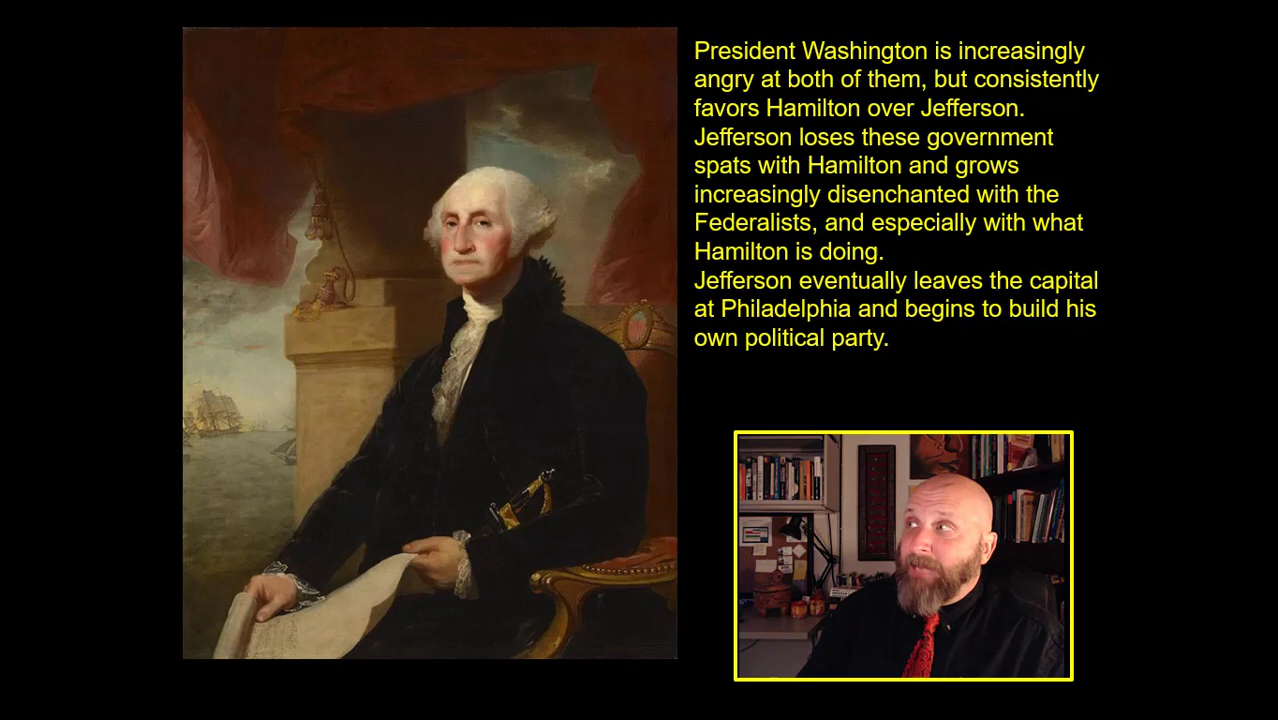 President Washington is increasingly
angry at both of them, but consistently
favors Hamilton over Jefferson.
Jefferson loses these government
spats with Hamilton and grows
increasingly disenchanted with the
Federalists, and especially with what
Hamilton is doing.
Jefferson eventually leaves the capital
at Philadelphia and begins to build his
own political party.